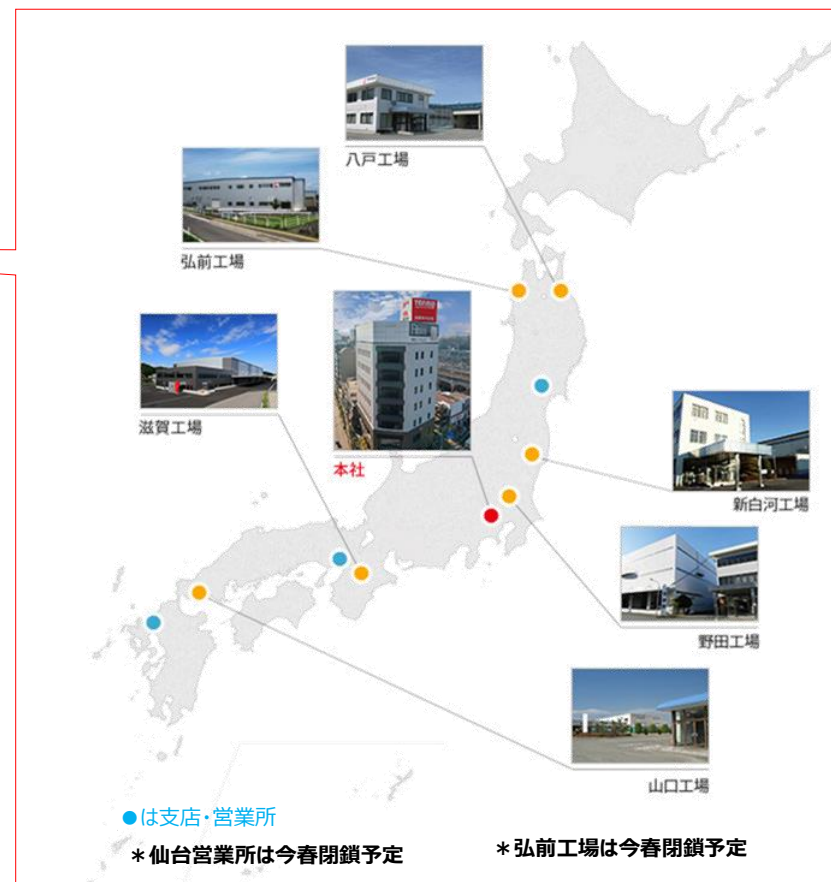 八戸工場
弘前工場
滋賀工場
本社
新白河工場
野田工場
山口工場
●は支店・営業所
＊仙台営業所は今春閉鎖予定
＊弘前工場は今春閉鎖予定